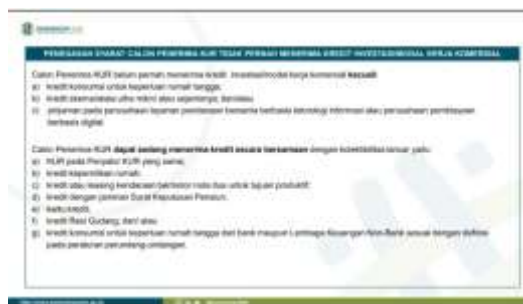 PENEGASAN SYARAT CALON PENERIMA KUR TIDAK PERNAH MENERIMA KREDIT INVESTASI/MODAL KERJA KOMERSIAL
Calon Penerima KUR belum pernah menerima kredit investasi/modal kerja komersial kecuali
a) kredit konsumsi untuk keperluan rumah tangga;
b) kredit skema/skala ultra mikro atau sejenisnya; dan/atau
c) pinjaman pada perusahaan layanan pendanaan bersama berbasis teknologi informasi atau perusahaan pembiayaan
berbasis digital.
Calon Penerima KUR dapat sedang menerima kredit secara bersamaan dengan kolektibilitas lancar yaitu:
a) KUR pada Penyalur KUR yang sama;
b) kredit kepemilikan rumah;
c) kredit atau leasing kendaraan bermotor roda dua untuk tujuan produktif;
d) kredit dengan jaminan Surat Keputusan Pensiun;
e) kartu kredit;
f) kredit Resi Gudang; dan/ atau
g) kredit konsumsi untuk keperluan rumah tangga dari bank maupun Lembaga Keuangan Non-Bank sesuai dengan definisi
pada peraturan perundang-undangan.